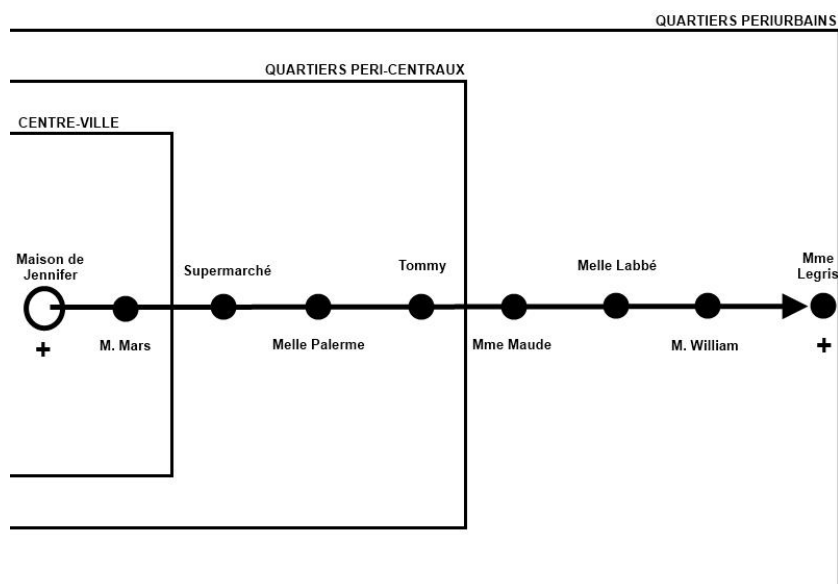 QUARTIERS PERIURBAINS
QUARTIERS PERI-CENTRAUX
CENTRE-VILLE
Maison de
Jennifer
+
M. Mars
Supermarché
Melle Palerme
Tommy
Mme Maude
Melle Labbé
M. William
Mme
Legris
+